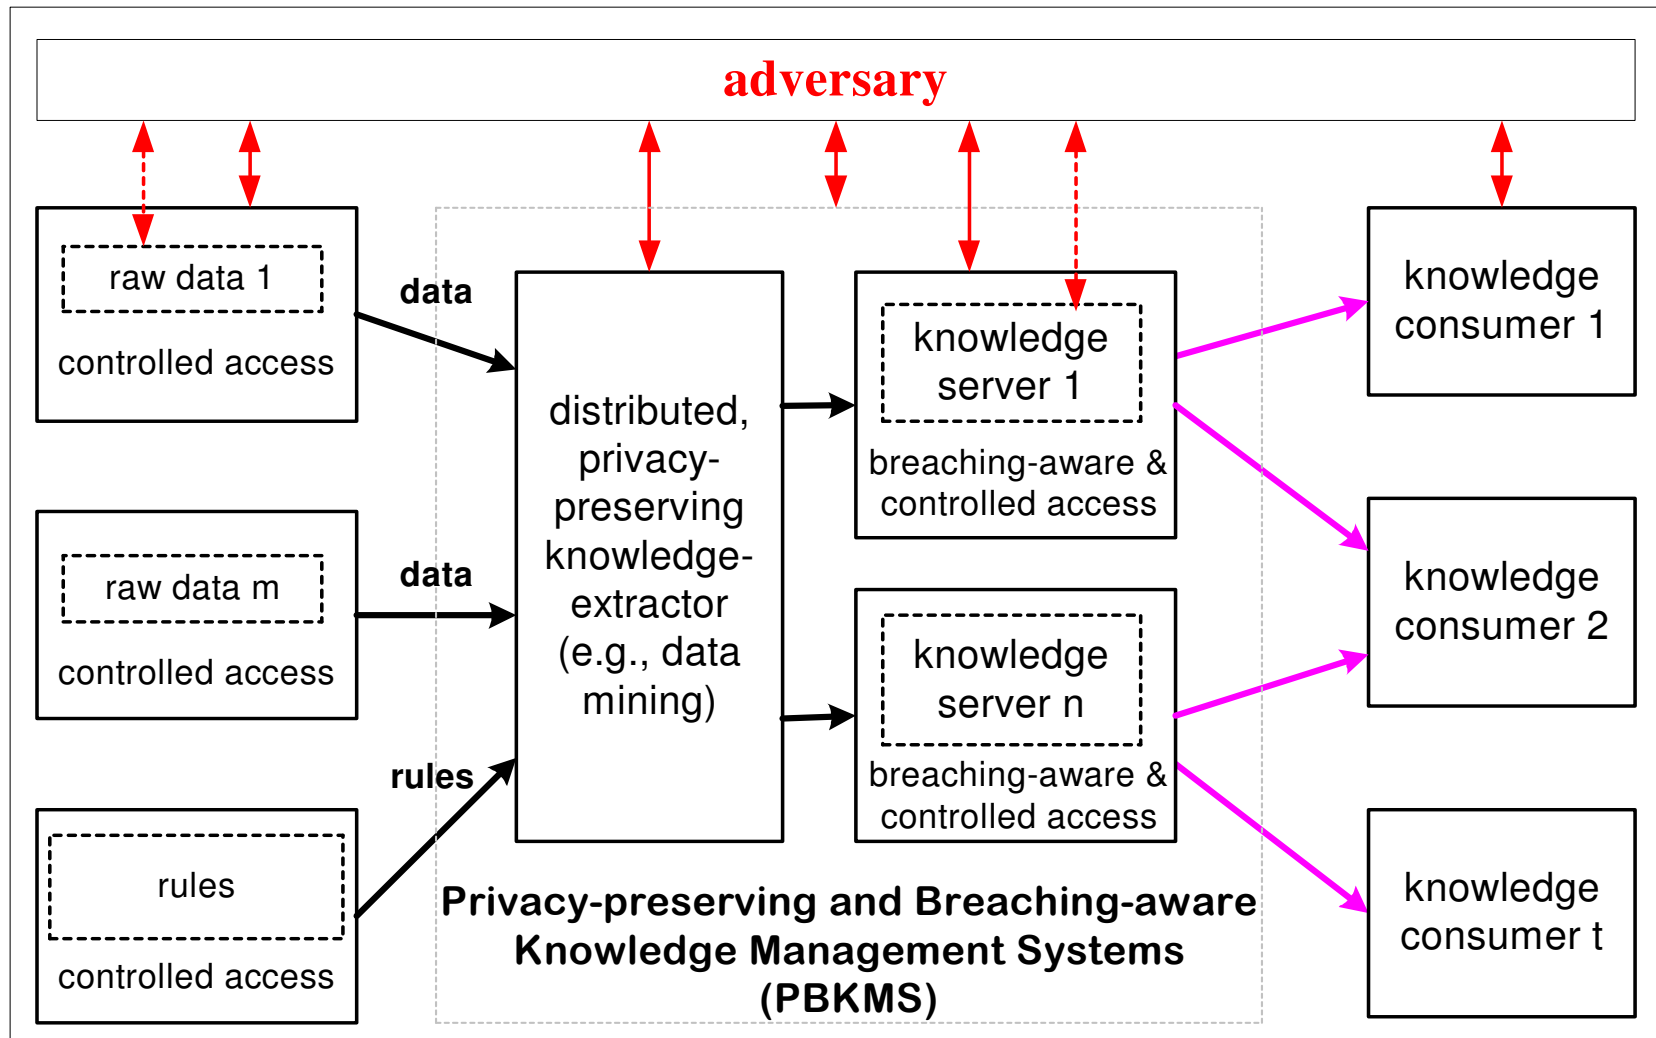 adversary
raw data 1
controlled access
data
raw data m
controlled access
data
rules
controlled access
rules
distributed,
privacy-
preserving
knowledge-
extractor
(e.g., data
mining)
knowledge
server 1
breaching-aware &
controlled access
knowledge
server n
breaching-aware &
controlled access
Privacy-preserving and Breaching-aware
Knowledge Management Systems
(PBKMS)
knowledge
consumer 1
knowledge
consumer 2
knowledge
consumer t